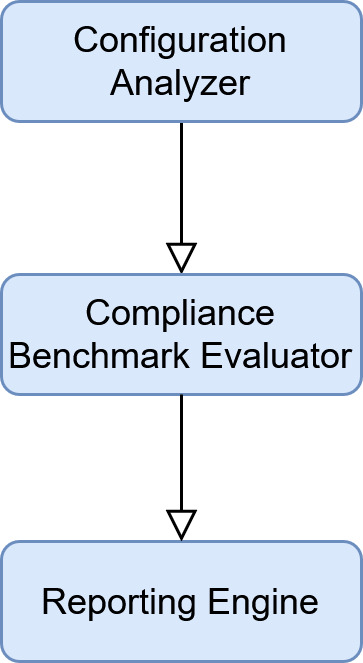 Configuration
Analyzer
Compliance
Benchmark Evaluator
Reporting Engine